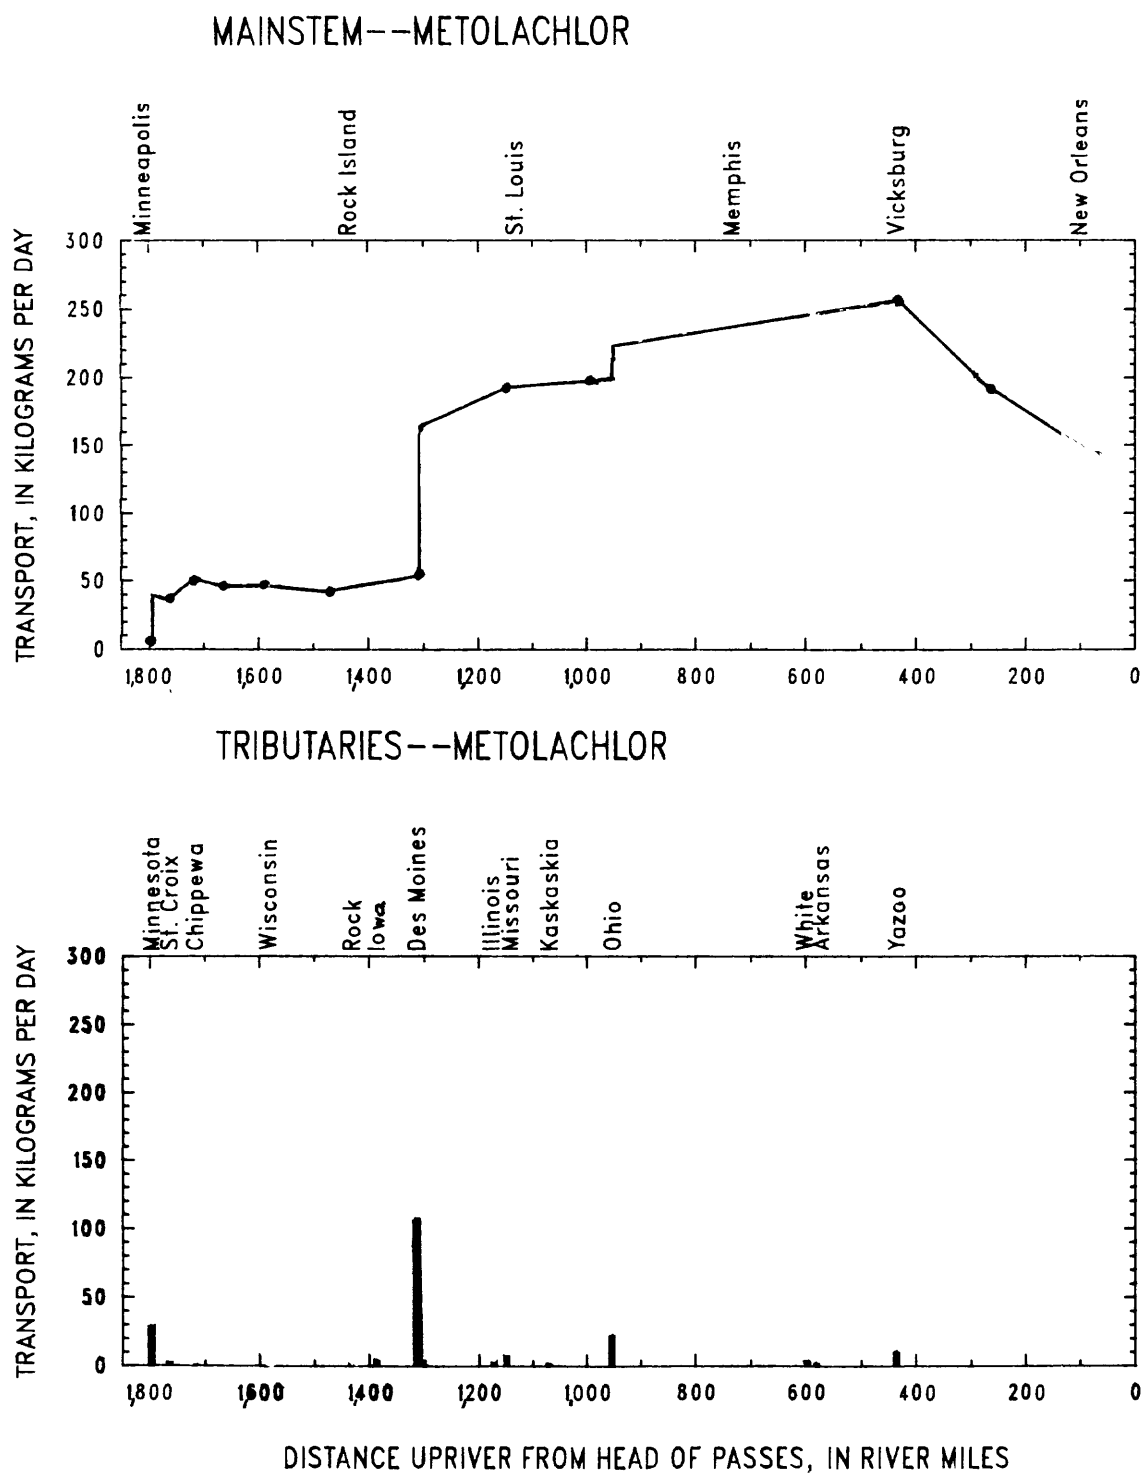 MAINSTEM--METOLACHLOR
Minneapolis
Rock Island
St. Louis
Memphis
Vicksburg
New Orleans
TRANSPORT, IN KILOGRAMS PER DAY
300
250
200
150
100
50
0
1,800 1,600 1,400 1,200 1,000 800 600 400 200 0
TRIBUTARIES--METOLACHLOR
Minnesota
St. Croix
Chippewa
Wisconsin
Rock
Iowa
Des Moines
Illinois
Missouri
Kaskaskia
Ohio
White
Arkansas
Yazoo
TRANSPORT, IN KILOGRAMS PER DAY
300
250
200
150
100
50
0
1,800 1,600 1,400 1,200 1,000 800 600 400 200 0
DISTANCE UPRIVER FROM HEAD OF PASSES, IN RIVER MILES